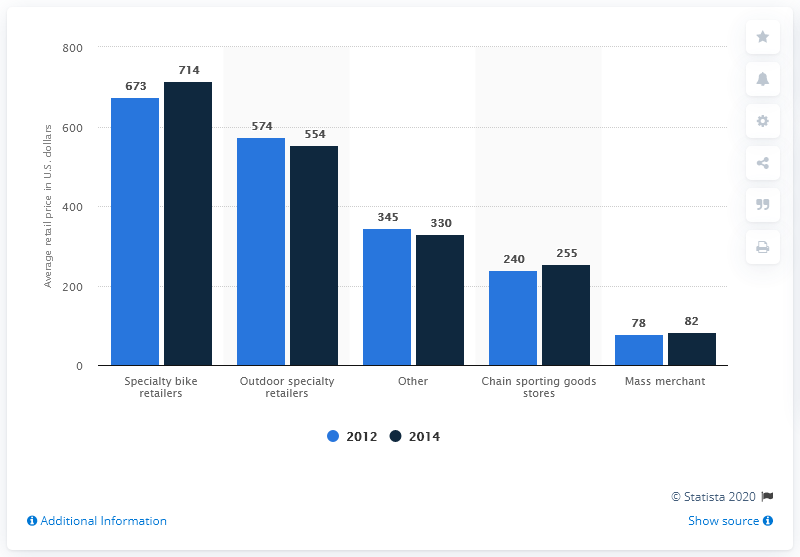 Average retail price in U.S. dollars
800
600
400
200
0
673
714
574
554
345
330
240
255
78
82
Specialty bike
retailers
Outdoor specialty
retailers
Other
Chain sporting goods
stores
Mass merchant
2012
2014
© Statista 2020
Additional Information
Show source